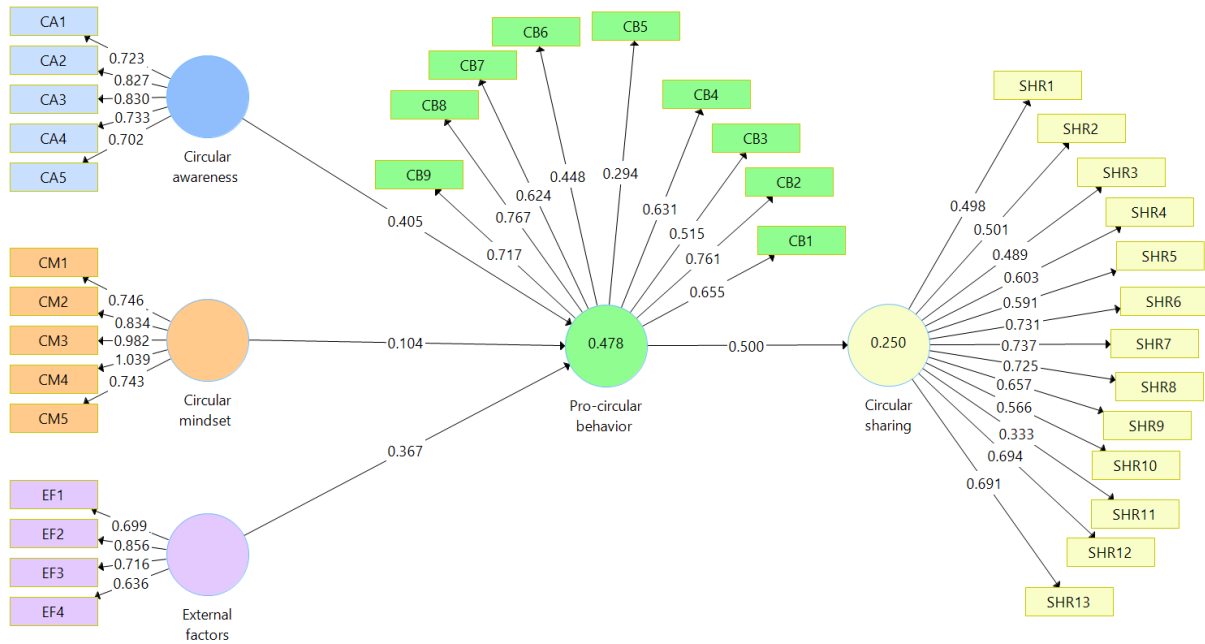 CA1
CA2
CA3
CA4
CA5
0.723
0.827
0.830
0.733
0.702
Circular
awareness
0.405
CM1
CM2
CM3
CM4
CM5
0.746
0.834
0.982
1.039
0.743
Circular
mindset
0.104
EF1
EF2
EF3
EF4
0.699
0.856
0.716
0.636
External
factors
0.367
CB9
CB8
CB7
CB6
CB5
CB4
CB3
CB2
CB1
0.717
0.767
0.624
0.448
0.294
0.631
0.515
0.761
0.655
0.478
Pro-circular
behavior
0.500
0.250
Circular
sharing
0.498
0.501
0.489
0.603
0.591
0.731
0.737
0.725
0.657
0.566
0.333
0.694
0.691
SHR1
SHR2
SHR3
SHR4
SHR5
SHR6
SHR7
SHR8
SHR9
SHR10
SHR11
SHR12
SHR13